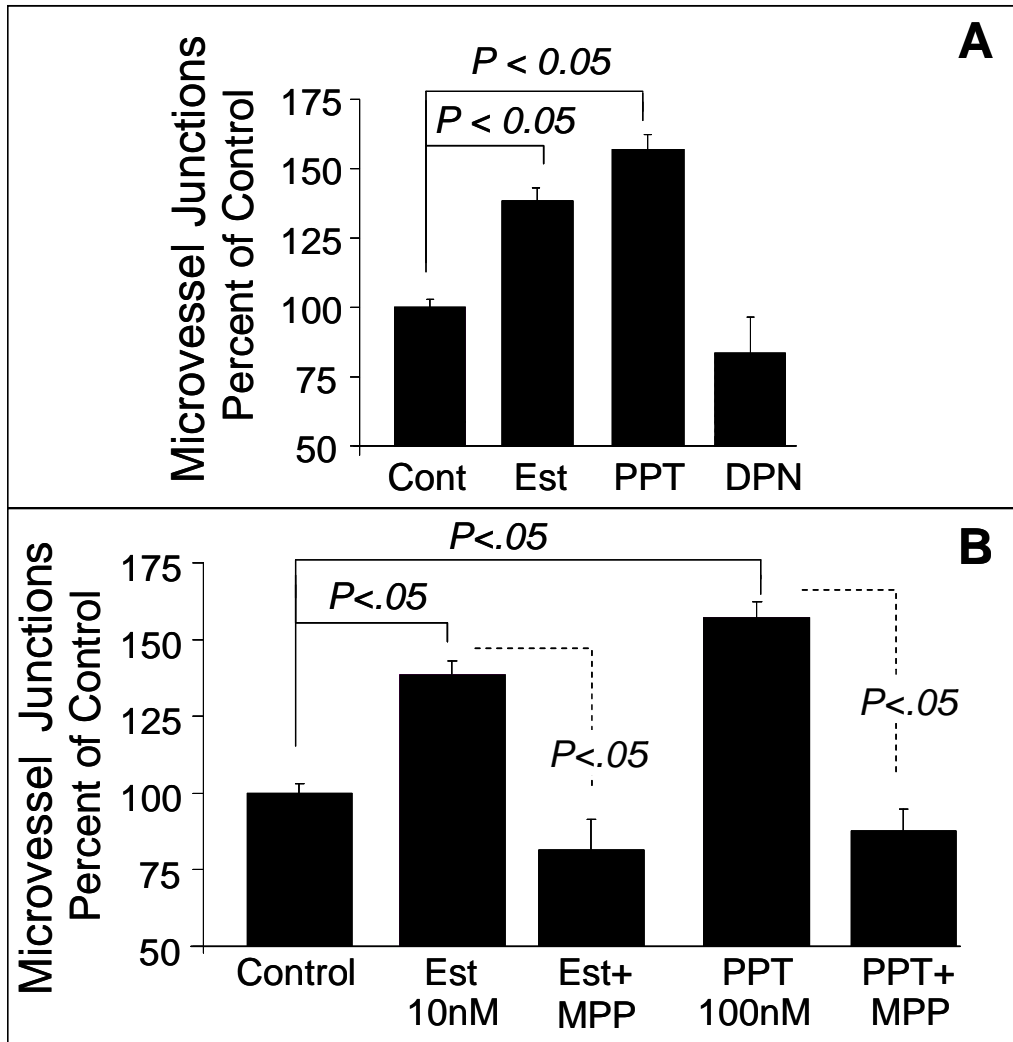 A
P < 0.05
P < 0.05
Microvessel Junctions
Percent of Control
175
150
125
100
75
50
Cont Est PPT DPN
B
P<.05
P<.05
P<.05
P<.05
Microvessel Junctions
Percent of Control
175
150
125
100
75
50
Control Est Est+ PPT PPT+
10nM MPP 100nM MPP